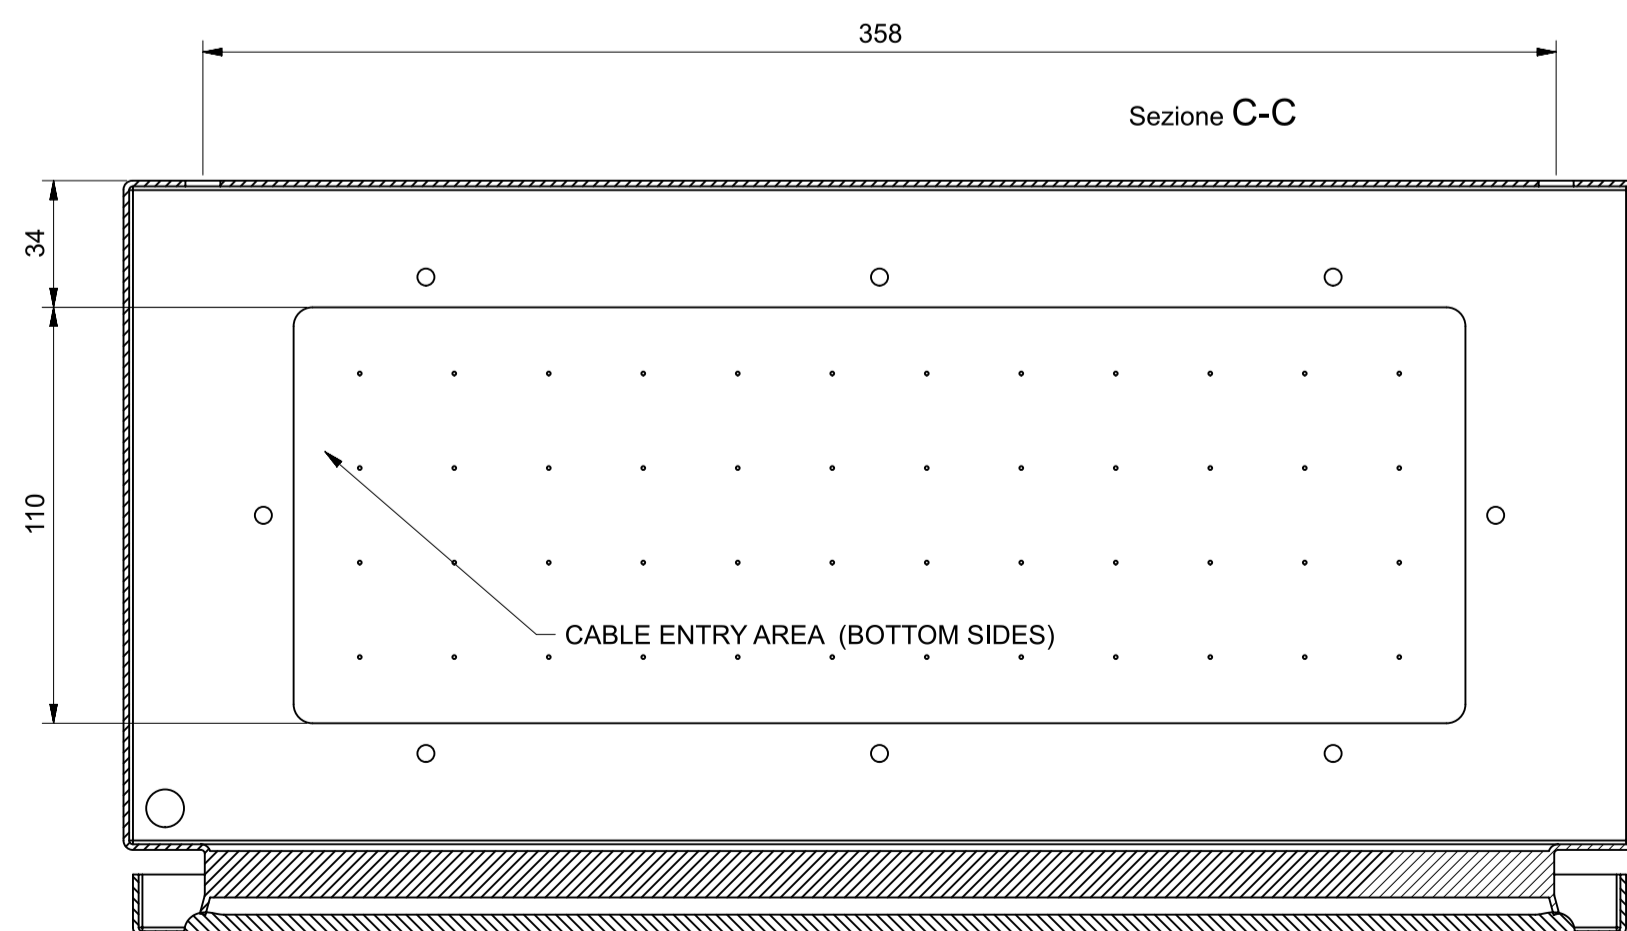 358
Sezione C-C
34
110
CABLE ENTRY AREA (BOTTOM SIDES)